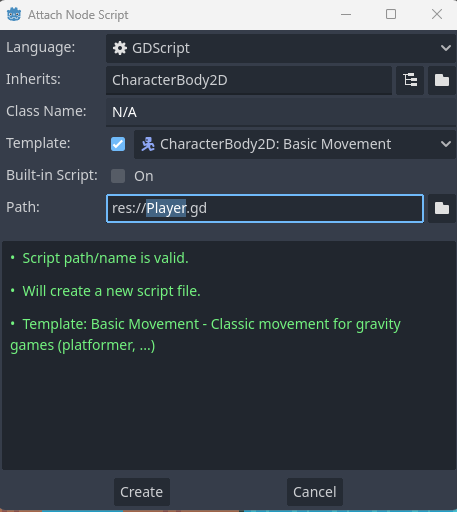 Attach Node Script
Language: GDScript
Inherits: CharacterBody2D
Class Name: N/A
Template: CharacterBody2D: Basic Movement
Built-in Script: On
Path: res://Player.gd
• Script path/name is valid.
• Will create a new script file.
• Template: Basic Movement - Classic movement for gravity
games (platformer, ...)
Create Cancel